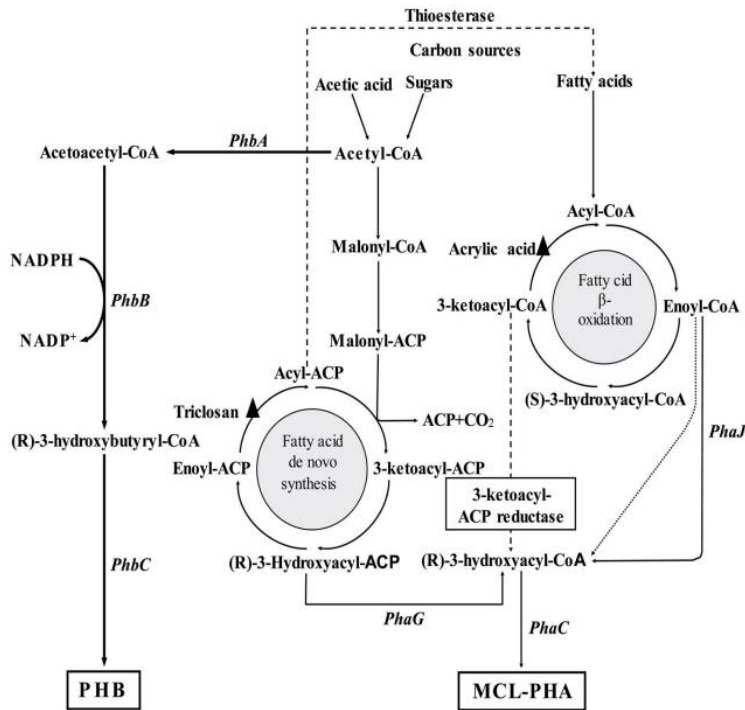 Thioesterase
Carbon sources
Acetic acid
Sugars
Fatty acids
Acetoacetyl-CoA
PhbA
Acetyl-CoA
Acyl-CoA
Malonyl-CoA
Acrylic acid
NADPH
Fatty cid
β-
oxidation
3-ketoacyl-CoA
Enoyl-CoA
PhbB
NADP+
Malonyl-ACP
Acyl-ACP
(S)-3-hydroxyacyl-CoA
Triclosan
ACP+CO2
PhaJ
(R)-3-hydroxybutyryl-CoA
Fatty acid
de novo
synthesis
Enoyl-ACP
3-ketoacyl-ACP
3-ketoacyl-
ACP reductase
(R)-3-Hydroxyacyl-ACP
(R)-3-hydroxyacyl-CoA
PhbC
PhaG
PhaC
PHB
MCL-PHA